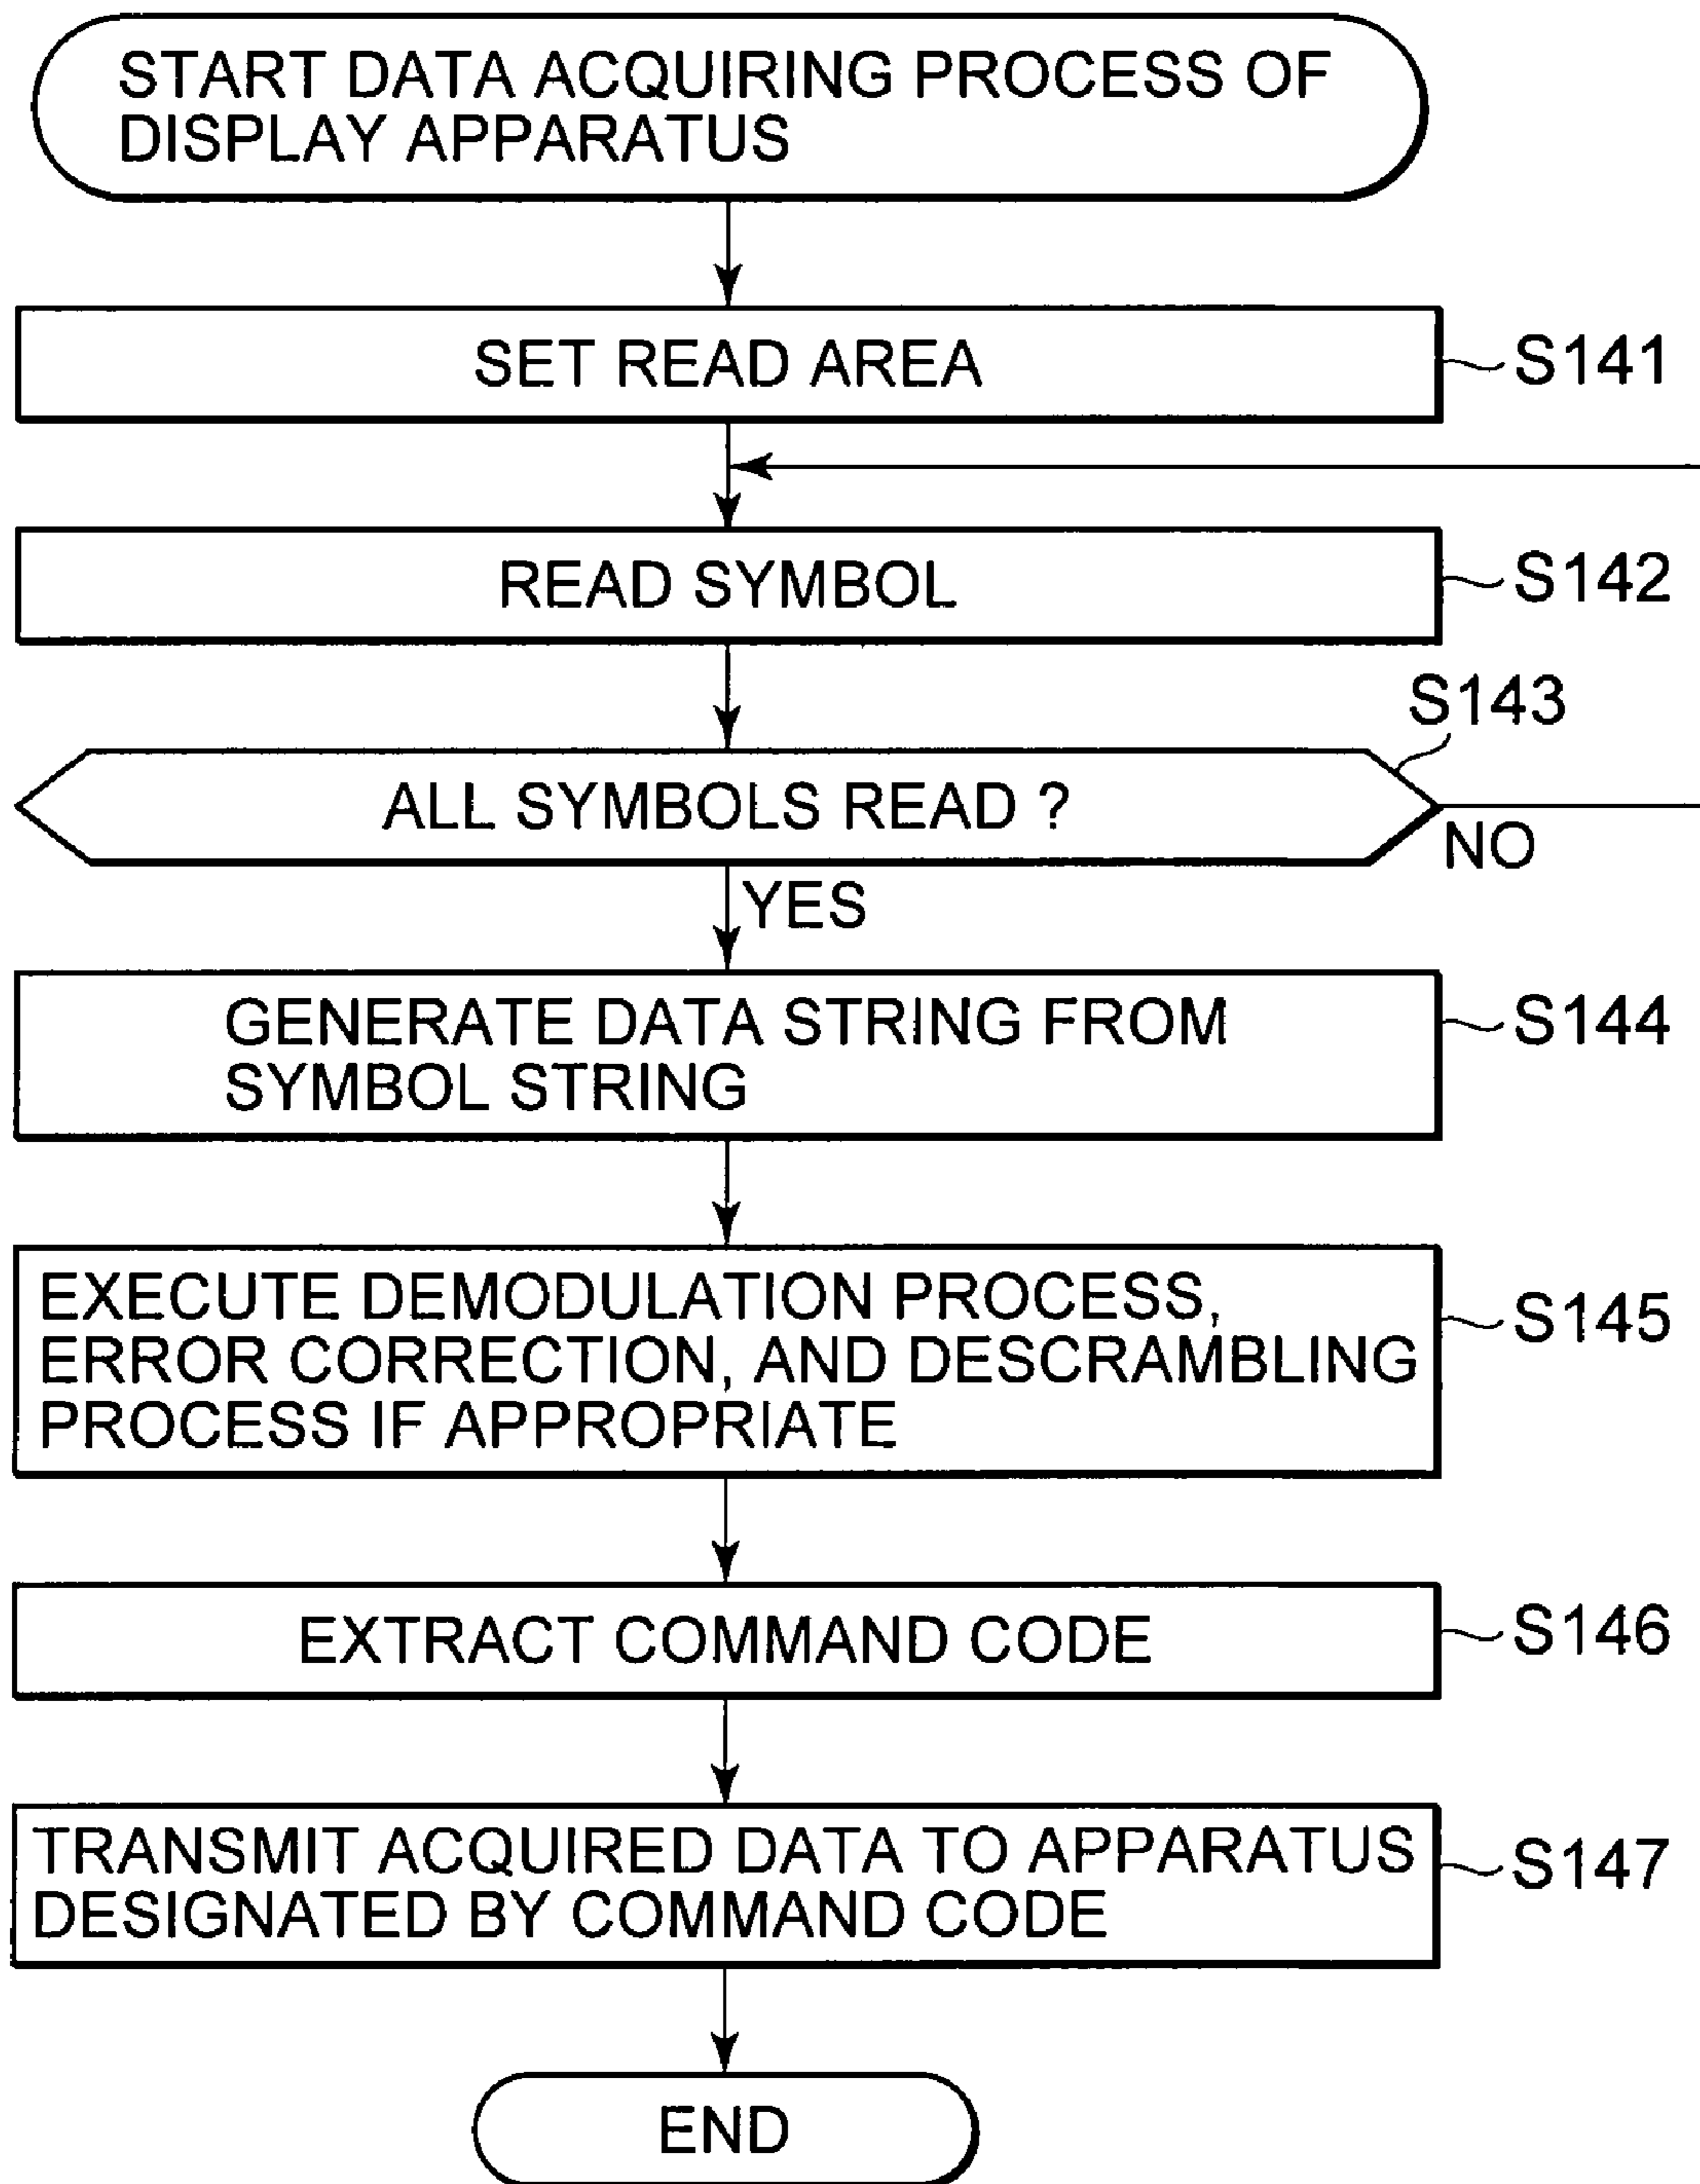 START DATA ACQUIRING PROCESS OF
DISPLAY APPARATUS
SET READ AREA
S141
READ SYMBOL
S142
S143
ALL SYMBOLS READ ?
NO
YES
GENERATE DATA STRING FROM
SYMBOL STRING
S144
EXECUTE DEMODULATION PROCESS,
ERROR CORRECTION, AND DESCRAMBLING
PROCESS IF APPROPRIATE
S145
EXTRACT COMMAND CODE
S146
TRANSMIT ACQUIRED DATA TO APPARATUS
DESIGNATED BY COMMAND CODE
S147
END